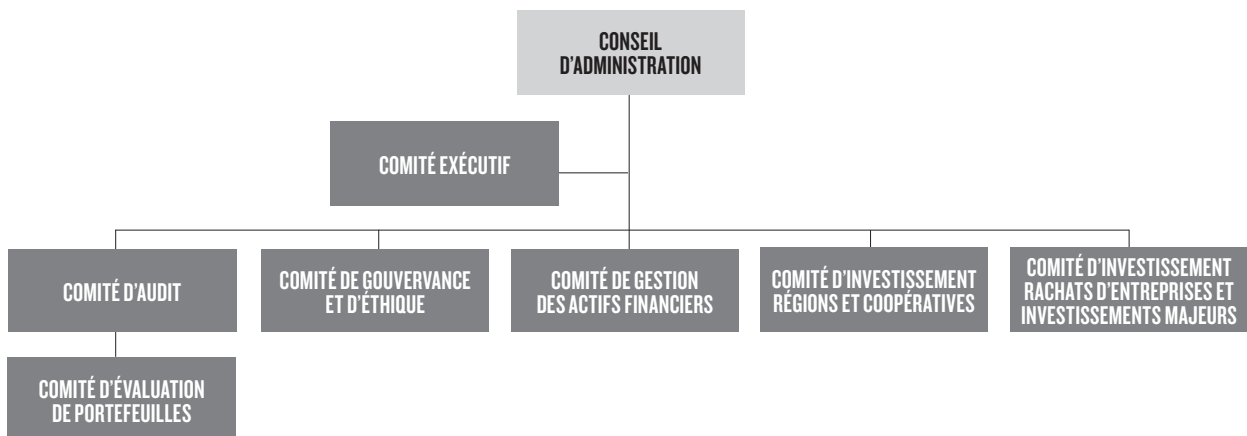 CONSEIL
D'ADMINISTRATION
COMITÉ EXÉCUTIF
COMITÉ D'AUDIT
COMITÉ DE GOUVERVANCE
ET D'ÉTHIQUE
COMITÉ DE GESTION
DES ACTIFS FINANCIERS
COMITÉ D'INVESTISSEMENT
RÉGIONS ET COOPÉRATIVES
COMITÉ D'INVESTISSEMENT
RACHATS D'ENTREPRISES ET
INVESTISSEMENTS MAJEURS
COMITÉ D'ÉVALUATION
DE PORTEFEUILLES